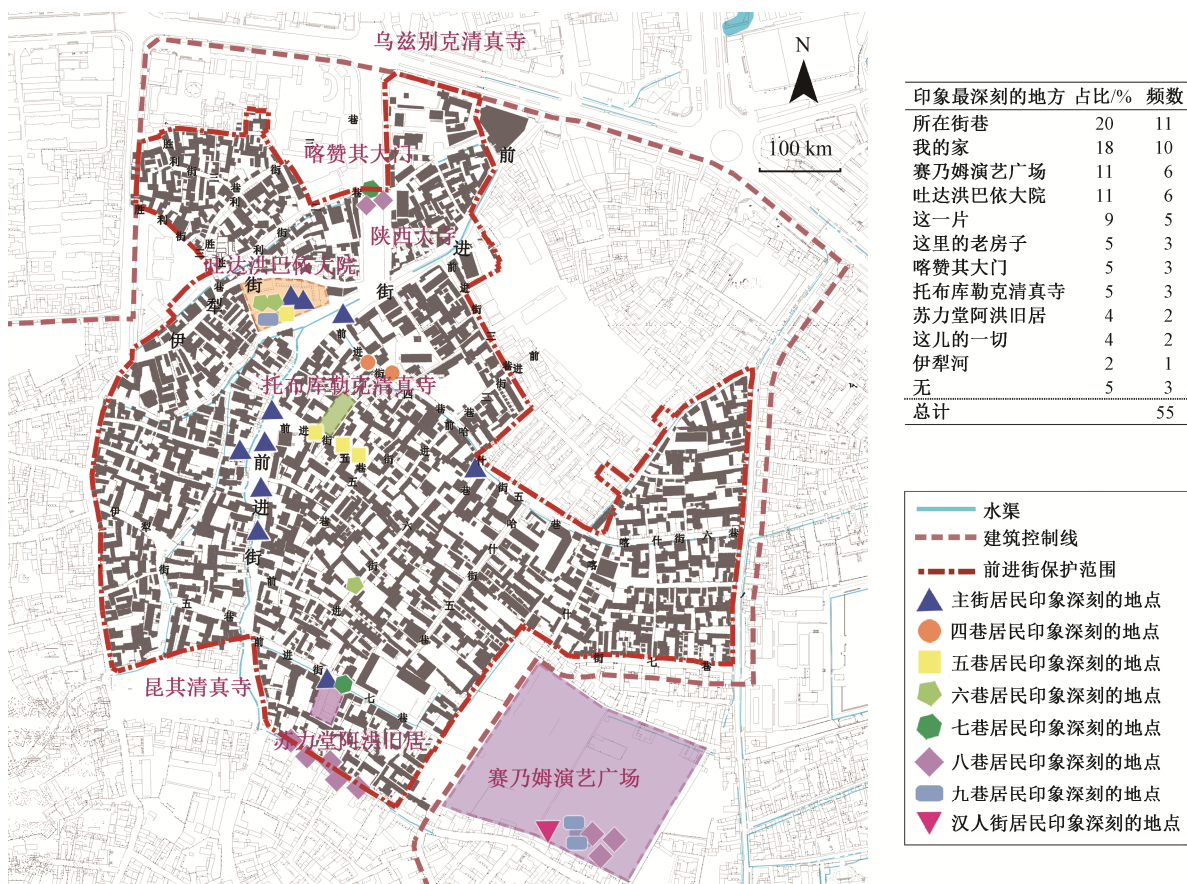 乌兹别克清真寺
N
100 km
喀赞其大门
陕西大寺
吐达洪巴依大院
托布库勒克清真寺
昆其清真寺
苏力堂阿洪旧居
赛乃姆演艺广场
前
进
街
伊
犁
街
前
进
街
印象最深刻的地方 占比/% 频数
所在街巷 20 11
我的家 18 10
赛乃姆演艺广场 11 6
吐达洪巴依大院 11 6
这一片 9 5
这里的老房子 5 3
喀赞其大门 5 3
托布库勒克清真寺 5 3
苏力堂阿洪旧居 4 2
这儿的一切 4 2
伊犁河 2 1
无 5 3
总计 55
水渠
建筑控制线
前进街保护范围
主街居民印象深刻的地点
四巷居民印象深刻的地点
五巷居民印象深刻的地点
六巷居民印象深刻的地点
七巷居民印象深刻的地点
八巷居民印象深刻的地点
九巷居民印象深刻的地点
汉人街居民印象深刻的地点